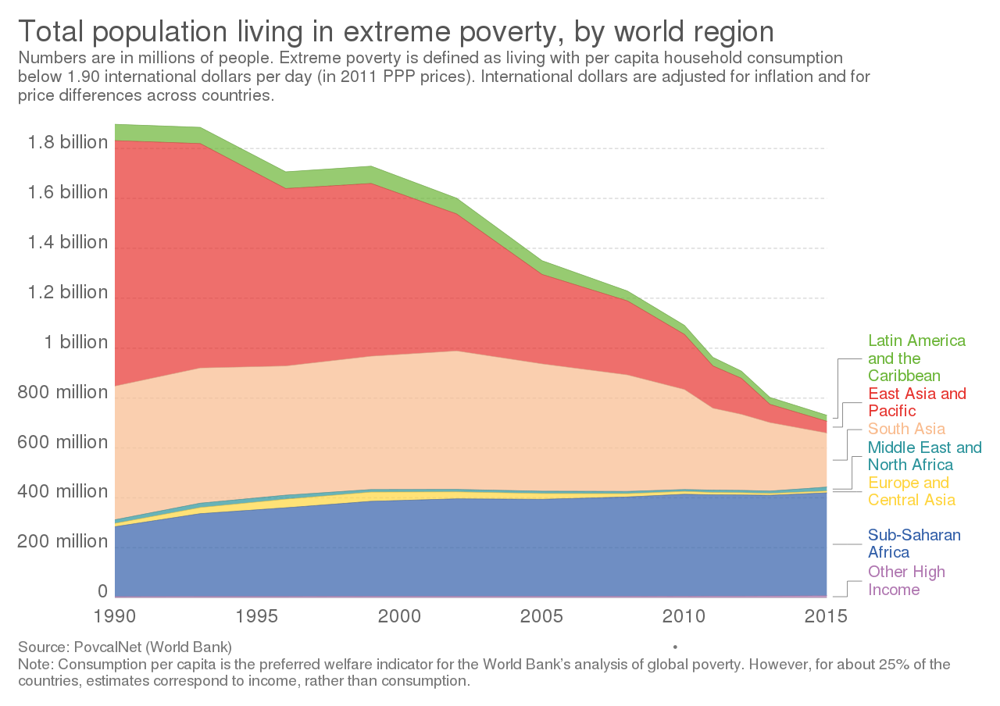 Total population living in extreme poverty, by world region
Numbers are in millions of people. Extreme poverty is defined as living with per capita household consumption
below 1.90 international dollars per day (in 2011 PPP prices). International dollars are adjusted for inflation and for
price differences across countries.
1.8 billion
1.6 billion
1.4 billion
1.2 billion
1 billion
800 million
600 million
400 million
200 million
0
1990
1995
2000
2005
2010
2015
Latin America
and the
Caribbean
East Asia and
Pacific
South Asia
Middle East and
North Africa
Europe and
Central Asia
Sub-Saharan
Africa
Other High
Income
Source: PovcalNet (World Bank)
•
Note: Consumption per capita is the preferred welfare indicator for the World Bank's analysis of global poverty. However, for about 25% of the
countries, estimates correspond to income, rather than consumption.